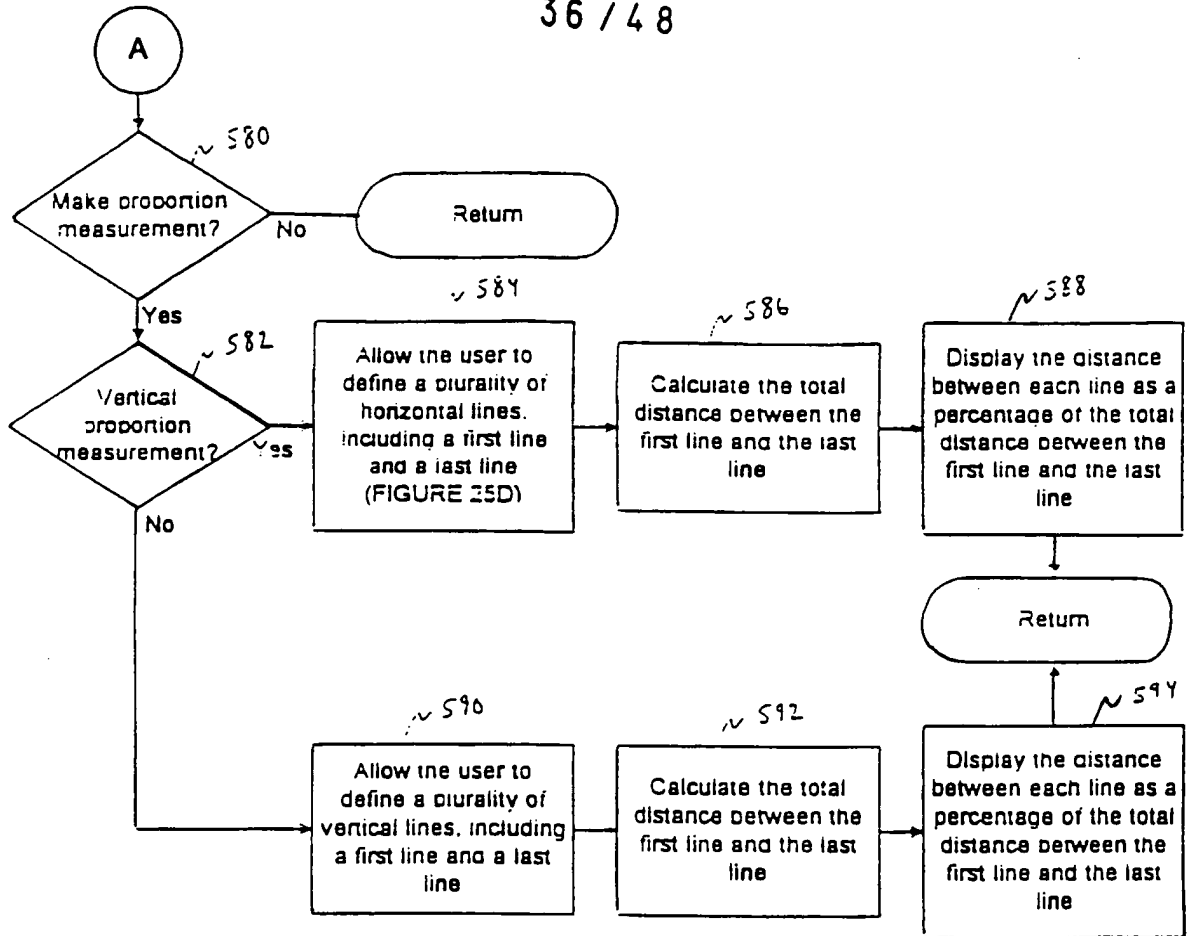 36/48
A
580
Make proportion
measurement?
No
Return
Yes
582
Vertical
proportion
measurement?
Yes
No
584
Allow the user to
define a plurality of
horizontal lines,
including a first line
and a last line
(FIGURE 25D)
586
Calculate the total
distance between the
first line and the last
line
588
Display the distance
between each line as a
percentage of the total
distance between the
first line and the last
line
Return
590
Allow the user to
define a plurality of
vertical lines, including
a first line and a last
line
592
Calculate the total
distance between the
first line and the last
line
594
Display the distance
between each line as a
percentage of the total
distance between the
first line and the last
line